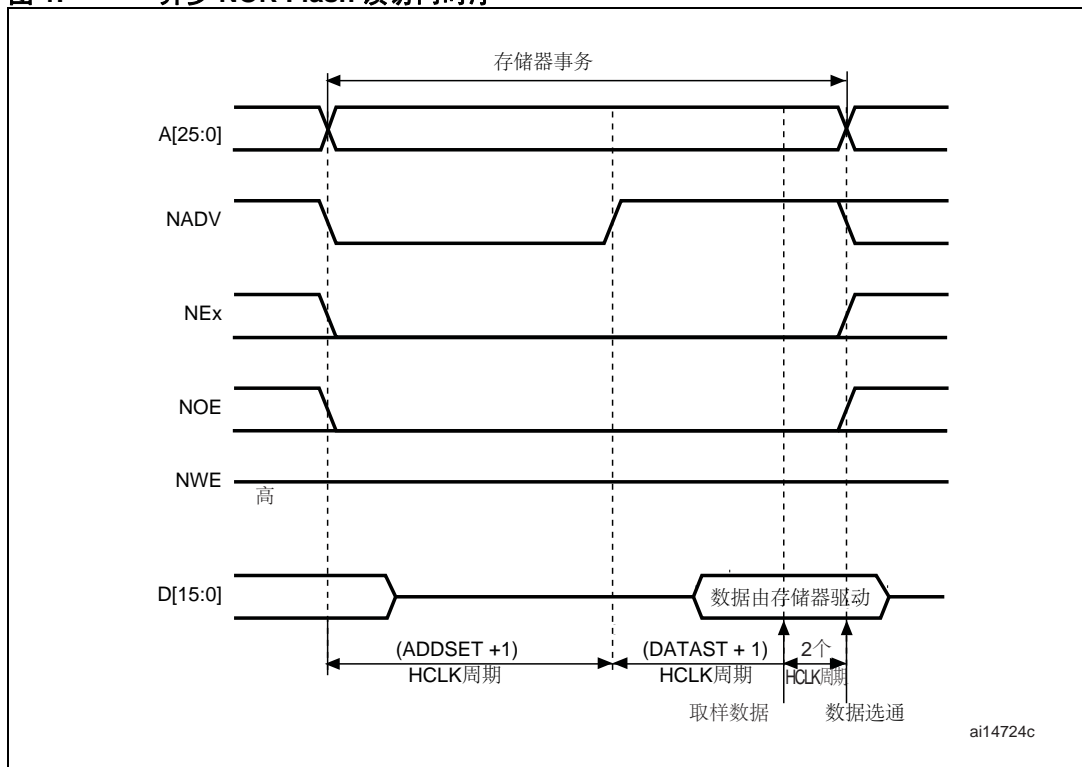 存储器事务
A[25:0]
NADV
NEx
NOE
NWE
高
D[15:0]
数据由存储器驱动
(ADDSET +1)
HCLK周期
(DATAST + 1)
HCLK周期
2个
HCLK周期
取样数据
数据选通
ai14724c